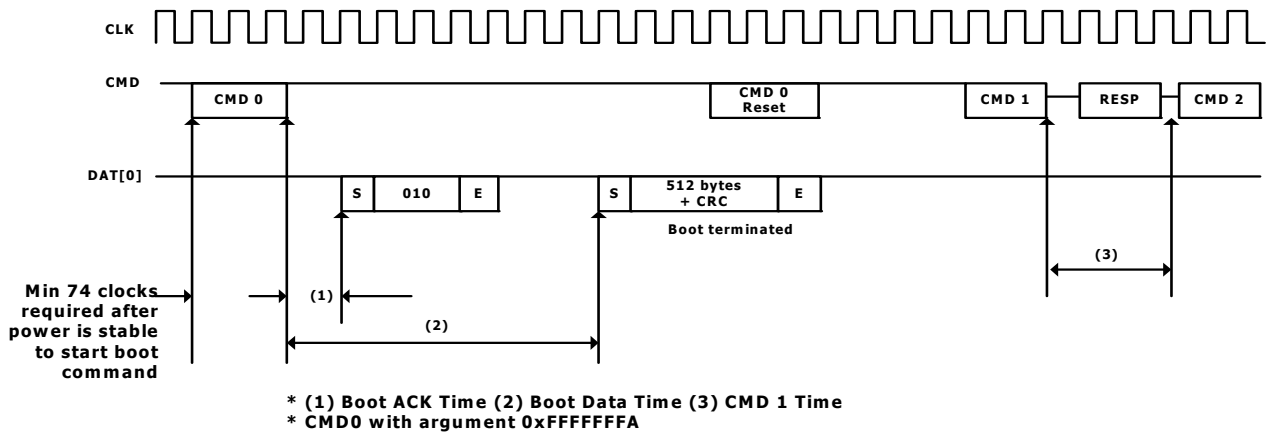 CLK
CMD
CMD 0
CMD 0
Reset
CMD 1
RESP
CMD 2
DAT[0]
S
010
E
S
512 bytes
+ CRC
E
Boot terminated
(3)
Min 74 clocks
required after
power is stable
to start boot
command
(1)
(2)
* (1) Boot ACK Time (2) Boot Data Time (3) CMD 1 Time
* CMD0 with argument 0xFFFFFFFA